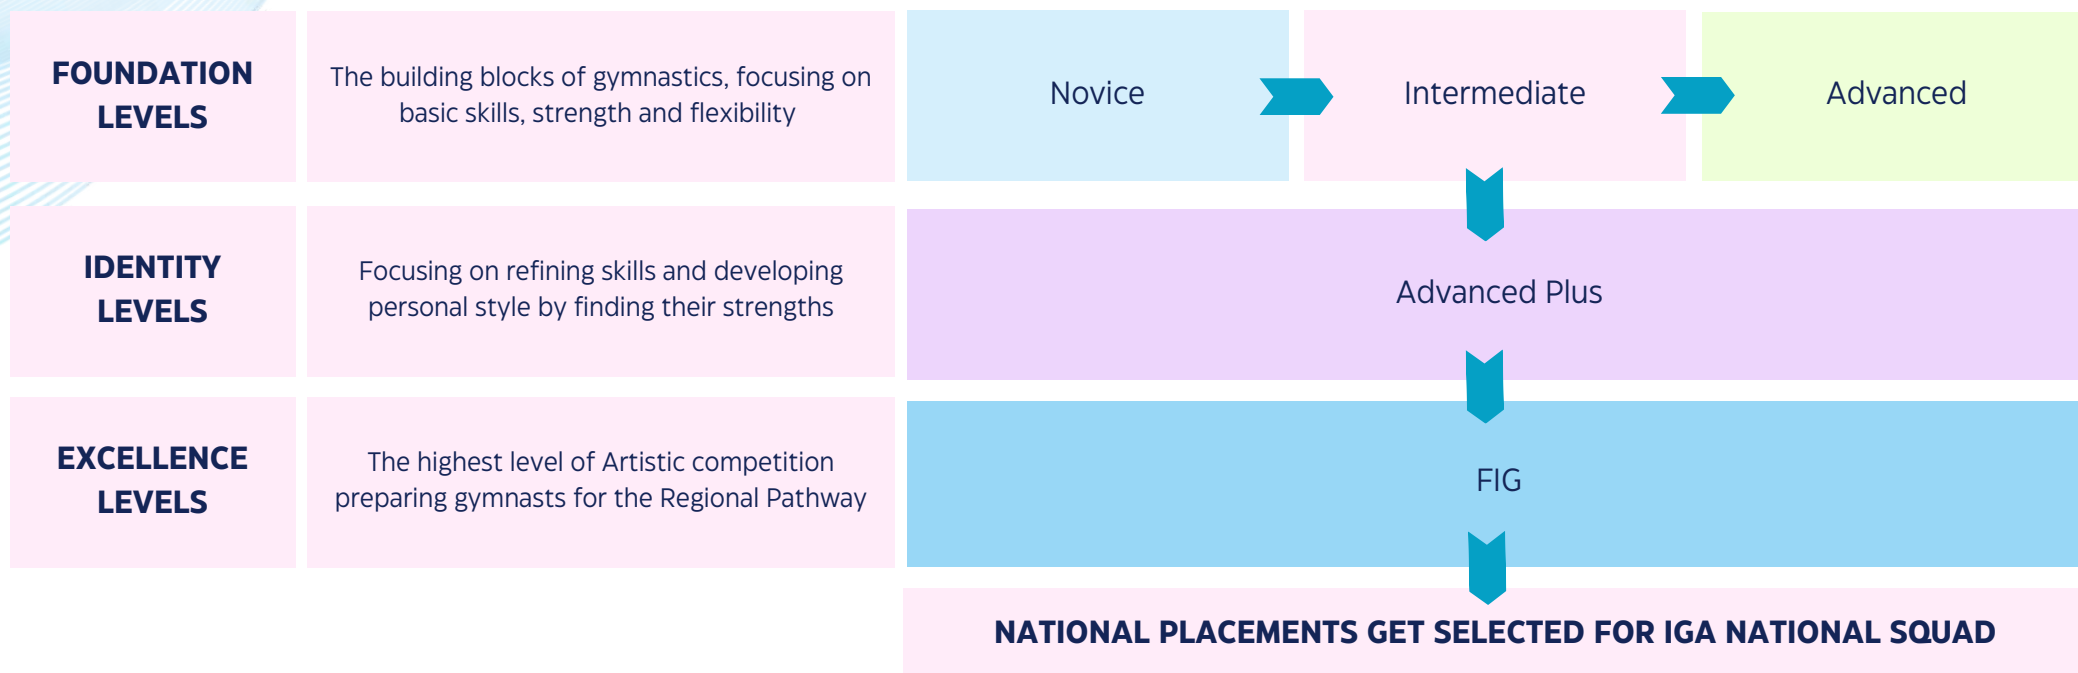 FOUNDATION
LEVELS
The building blocks of gymnastics, focusing on
basic skills, strength and flexibility
Novice
Intermediate
Advanced
IDENTITY
LEVELS
Focusing on refining skills and developing
personal style by finding their strengths
Advanced Plus
EXCELLENCE
LEVELS
The highest level of Artistic competition
preparing gymnasts for the Regional Pathway
FIG
NATIONAL PLACEMENTS GET SELECTED FOR IGA NATIONAL SQUAD